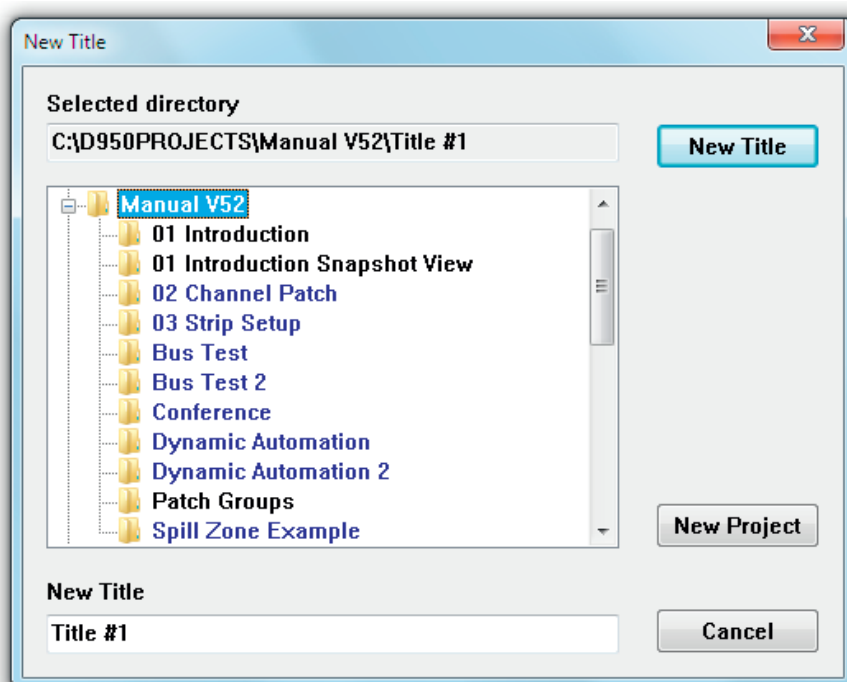 New Title
Selected directory
C:\D950PROJECTS\Manual V52\Title #1
New Title
Manual V52
01 Introduction
01 Introduction Snapshot View
02 Channel Patch
03 Strip Setup
Bus Test
Bus Test 2
Conference
Dynamic Automation
Dynamic Automation 2
Patch Groups
Spill Zone Example
New Project
New Title
Title #1
Cancel